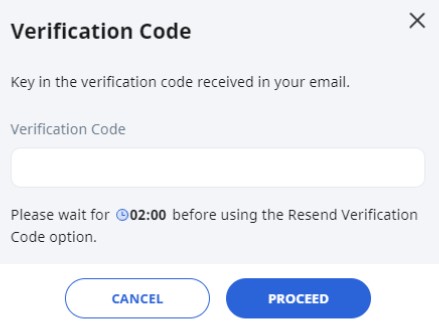 Verification Code
Key in the verification code received in your email.
Verification Code
Please wait for 02:00 before using the Resend Verification
Code option.
CANCEL
PROCEED